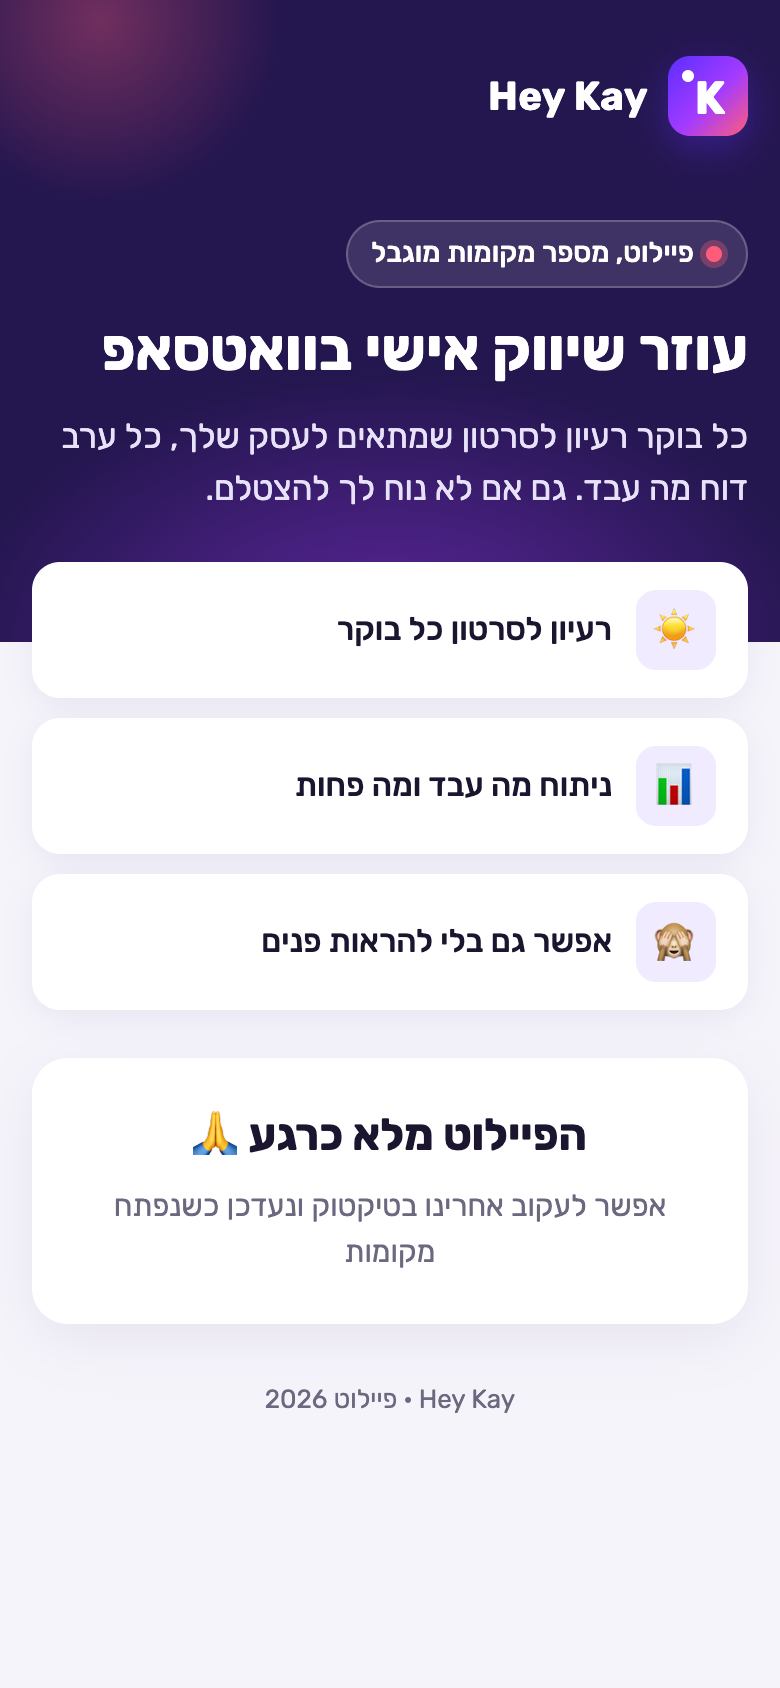 K
Hey Kay
פיילוט, מספר מקומות מוגבל
עוזר שיווק אישי בוואטסאפ
כל בוקר רעיון לסרטון שמתאים לעסק שלך, כל ערב
דוח מה עבד. גם אם לא נוח לך להצטלם.
רעיון לסרטון כל בוקר
ניתוח מה עבד ומה פחות
אפשר גם בלי להראות פנים
הפיילוט מלא כרגע 🙏
אפשר לעקוב אחרינו בטיקטוק ונעדכן כשנפתח
מקומות
Hey Kay • פיילוט 2026